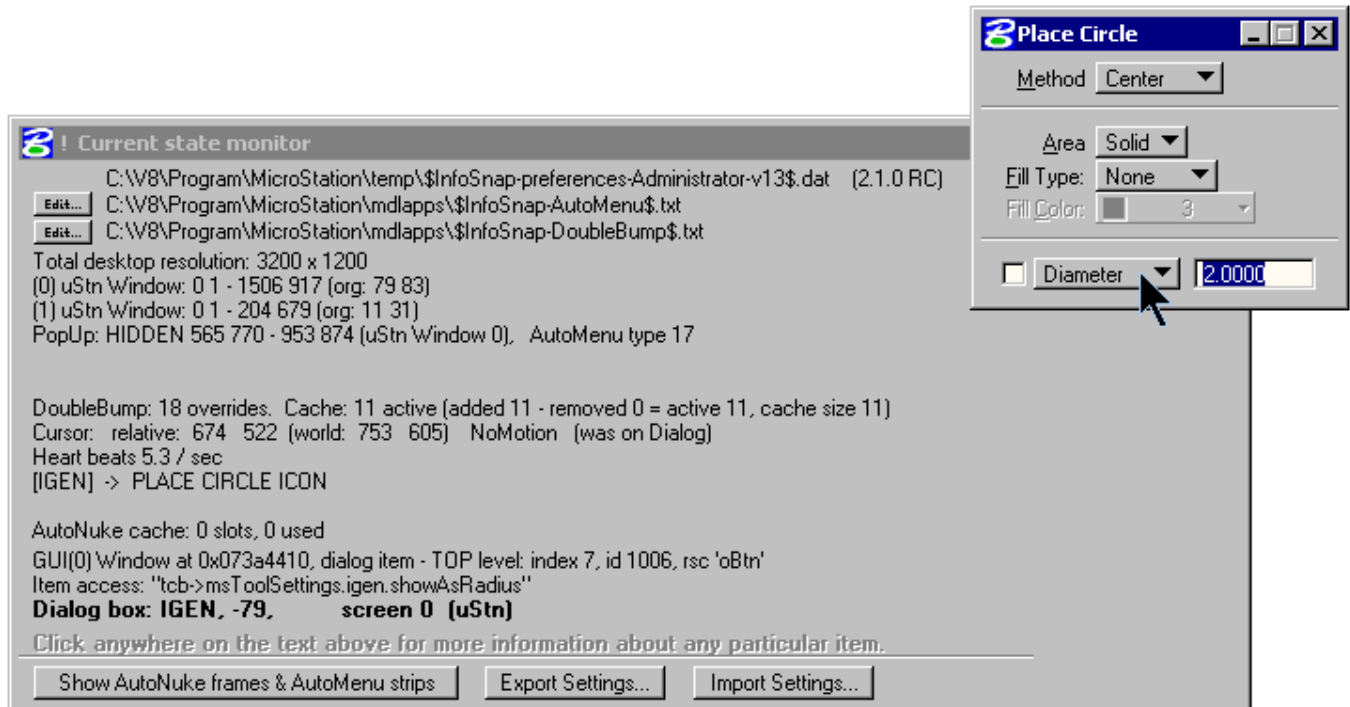 Place Circle
Method Center
Area Solid
Fill Type: None
Fill Color: 3
Diameter 2.0000
! Current state monitor
C:\V8\Program\MicroStation\temp\$InfoSnap-preferences-Administrator-v13$.dat (2.1.0 RC)
Edit... C:\V8\Program\MicroStation\mdlapps\$InfoSnap-AutoMenu$.txt
Edit... C:\V8\Program\MicroStation\mdlapps\$InfoSnap-DoubleBump$.txt
Total desktop resolution: 3200 x 1200
(0) uStn Window: 0 1 - 1506 917 (org: 79 83)
(1) uStn Window: 0 1 - 204 679 (org: 11 31)
PopUp: HIDDEN 565 770 - 953 874 (uStn Window 0), AutoMenu type 17
DoubleBump: 18 overrides. Cache: 11 active (added 11 - removed 0 = active 11, cache size 11)
Cursor: relative: 674 522 (world: 753 605) NoMotion (was on Dialog)
Heart beats 5.3 / sec
[IGEN] -> PLACE CIRCLE ICON
AutoNuke cache: 0 slots, 0 used
GUI(0) Window at 0x073a4410, dialog item - TOP level: index 7, id 1006, rsc 'oBtn'
Item access: "tcb->msToolSettings.igen.showAsRadius"
Dialog box: IGEN, -79, screen 0 (uStn)
Click anywhere on the text above for more information about any particular item.
Show AutoNuke frames & AutoMenu strips Export Settings... Import Settings...